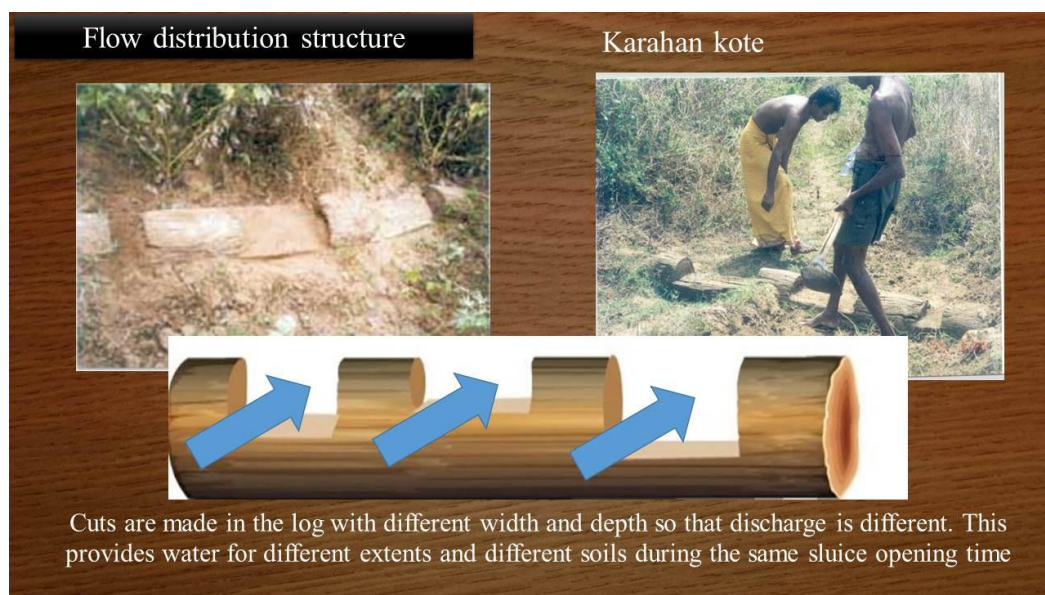 Flow distribution structure
Karahan kote
Cuts are made in the log with different width and depth so that discharge is different. This
provides water for different extents and different soils during the same sluice opening time